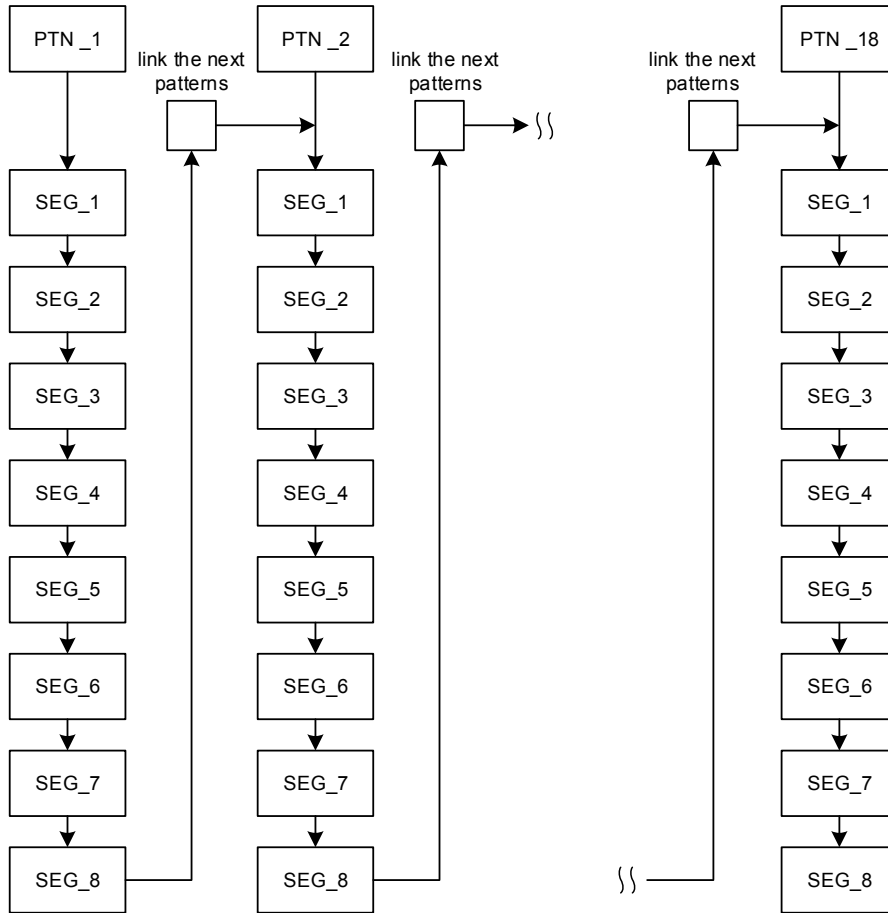 PTN _1
PTN _2
PTN _18
link the next
patterns
link the next
patterns
link the next
patterns
SEG_1
SEG_1
SEG_1
SEG_2
SEG_2
SEG_2
SEG_3
SEG_3
SEG_3
SEG_4
SEG_4
SEG_4
SEG_5
SEG_5
SEG_5
SEG_6
SEG_6
SEG_6
SEG_7
SEG_7
SEG_7
SEG_8
SEG_8
SEG_8